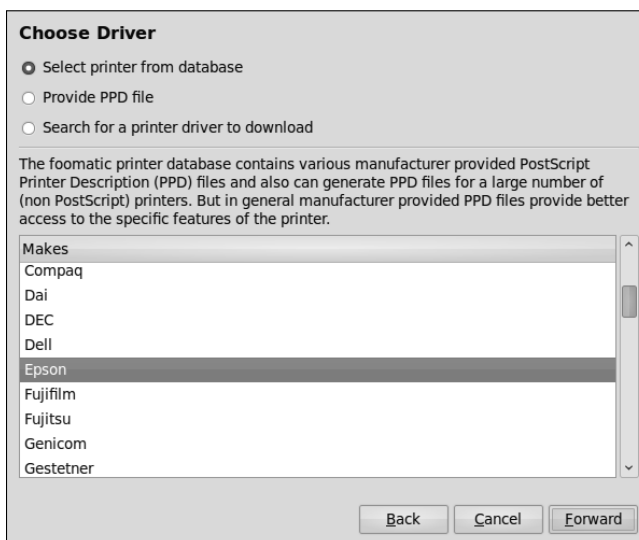 Choose Driver
Select printer from database
Provide PPD file
Search for a printer driver to download
The foomatic printer database contains various manufacturer provided PostScript
Printer Description (PPD) files and also can generate PPD files for a large number of
(non PostScript) printers. But in general manufacturer provided PPD files provide better
access to the specific features of the printer.
Makes
Compaq
Dai
DEC
Dell
Epson
Fujifilm
Fujitsu
Genicom
Gestetner
Back Cancel Forward